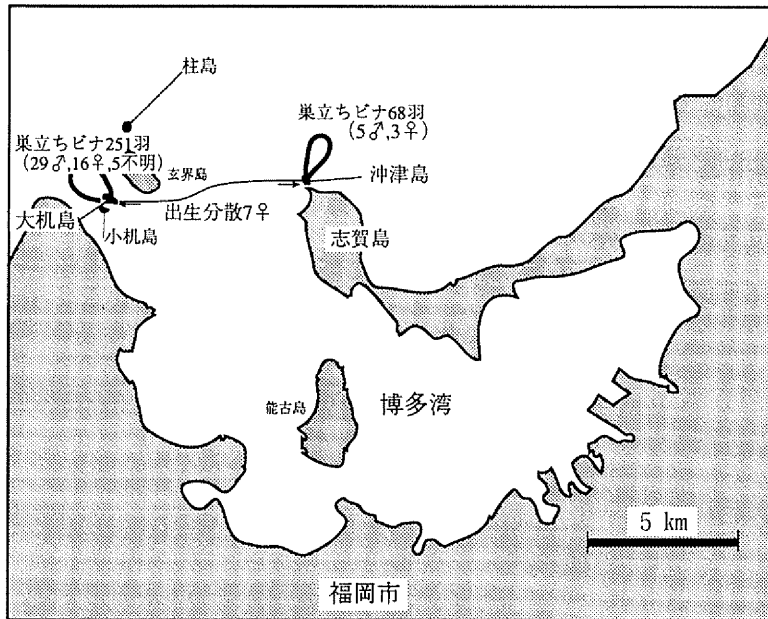 柱島
巣立ちビナ68羽
(5♂,3♀)
巣立ちビナ251羽
(29♂,16♀,5不明)
玄界島
沖津島
出生分散7♀
大机島
小机島
志賀島
能古島
博多湾
5 km
福岡市